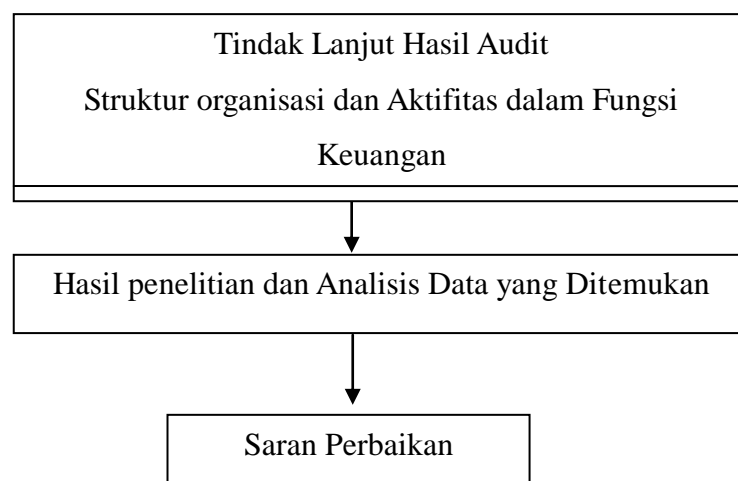 Tindak Lanjut Hasil Audit
Struktur organisasi dan Aktifitas dalam Fungsi
Keuangan
Hasil penelitian dan Analisis Data yang Ditemukan
Saran Perbaikan